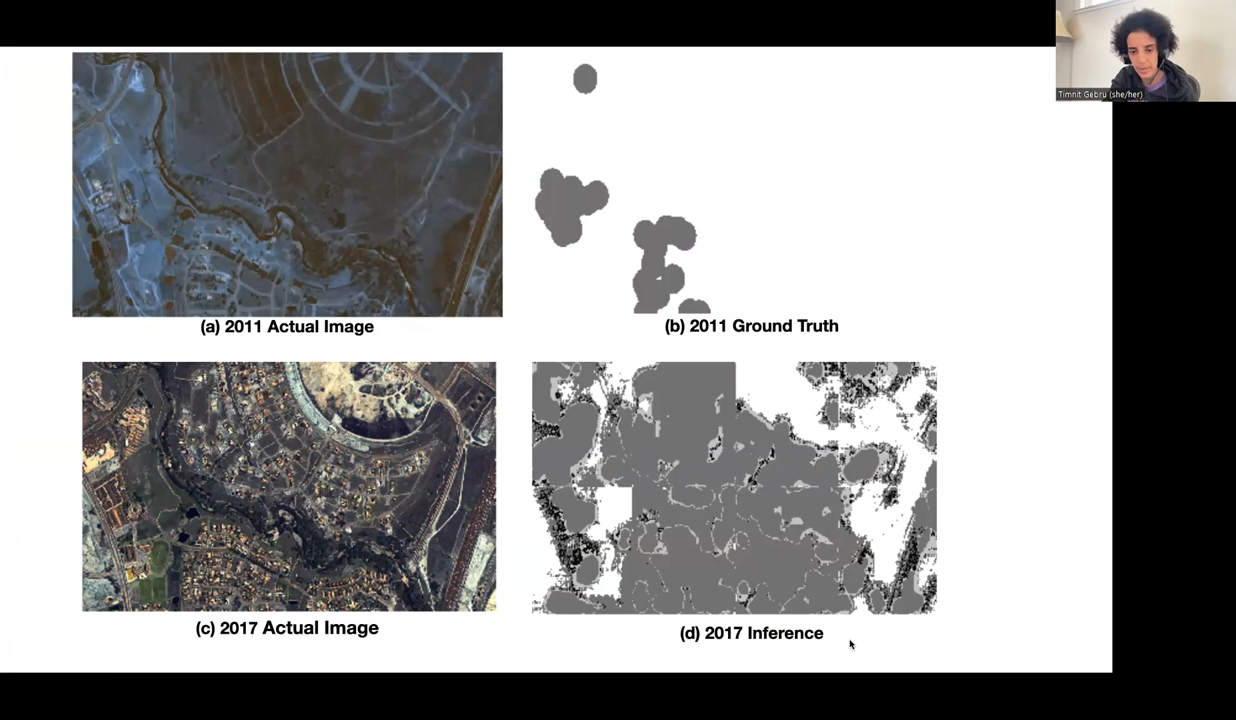 Timnit Gebru (she/her)
(a) 2011 Actual Image
(b) 2011 Ground Truth
(c) 2017 Actual Image
(d) 2017 Inference